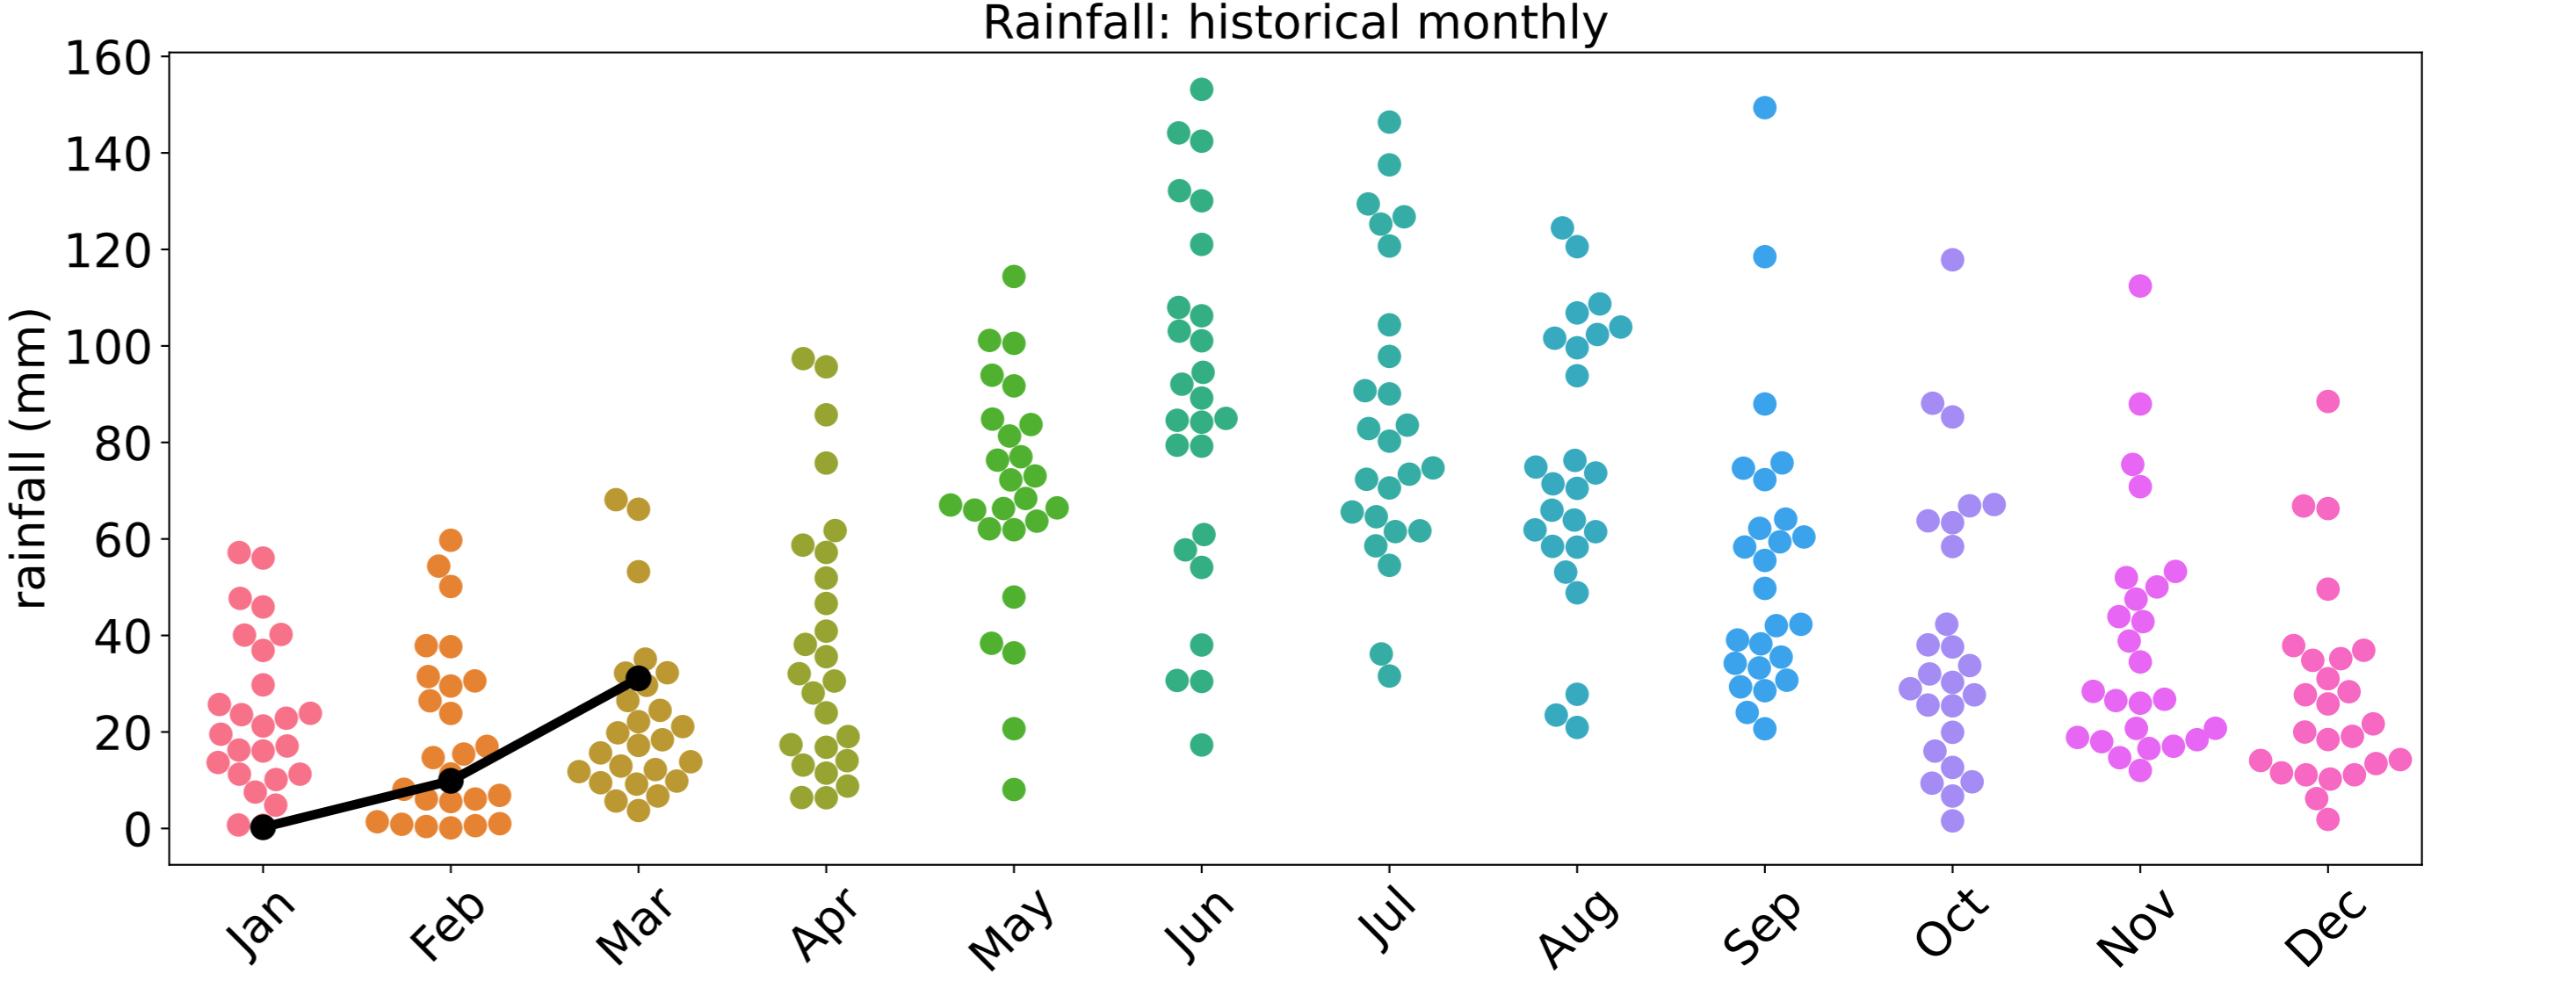 Rainfall: historical monthly
rainfall (mm)
160
140
120
100
80
60
40
20
0
Jan
Feb
Mar
Apr
May
Jun
Jul
Aug
Sep
Oct
Nov
Dec